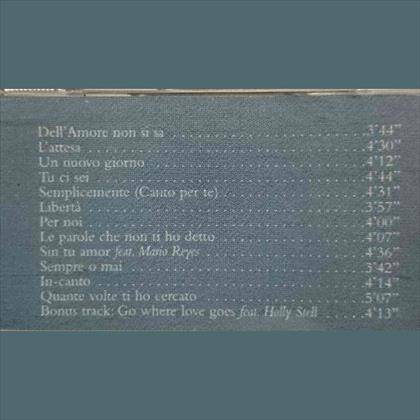 Dell'Amore non si sa . . . . . . . . . . . . . . . . . . . . 3'44"
L'attesa . . . . . . . . . . . . . . . . . . . . 4'30"
Un nuovo giorno . . . . . . . . . . . . . . . . . . . . 4'12"
Tu ci sei . . . . . . . . . . . . . . . . . . . . 4'44"
Semplicemente (Canto per te) . . . . . . . . . . . . . . . 4'31"
Libertà . . . . . . . . . . . . . . . . . . . . 3'57"
Per noi . . . . . . . . . . . . . . . . . . . . 4'00"
Le parole che non ti ho detto . . . . . . . . . . . . . . . 4'07"
Sin tu amor feat. Mario Reyes . . . . . . . . . . . . . . . 4'36"
Sempre o mai . . . . . . . . . . . . . . . . . . . . 3'42"
In-canto . . . . . . . . . . . . . . . . . . . . 4'14"
Quante volte ti ho cercato . . . . . . . . . . . . . . . 5'07"
Bonus track: Go where love goes feat. Holly Stell . . . . . 4'13"